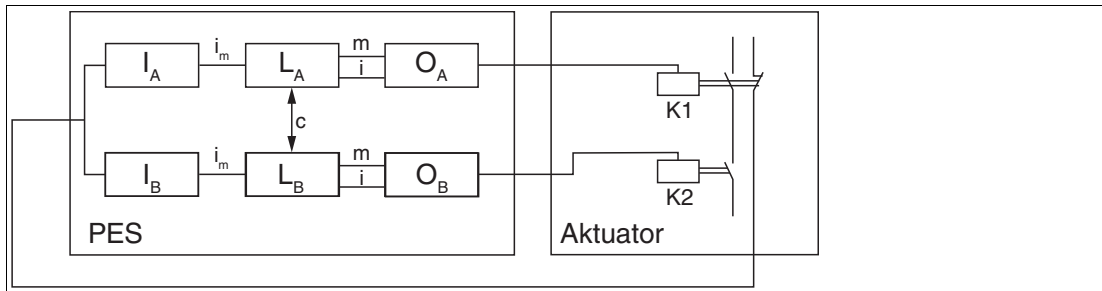 I_A i_m L_A m i O_A
K1
c
I_B i_m L_B m i O_B
K2
PES Aktuator